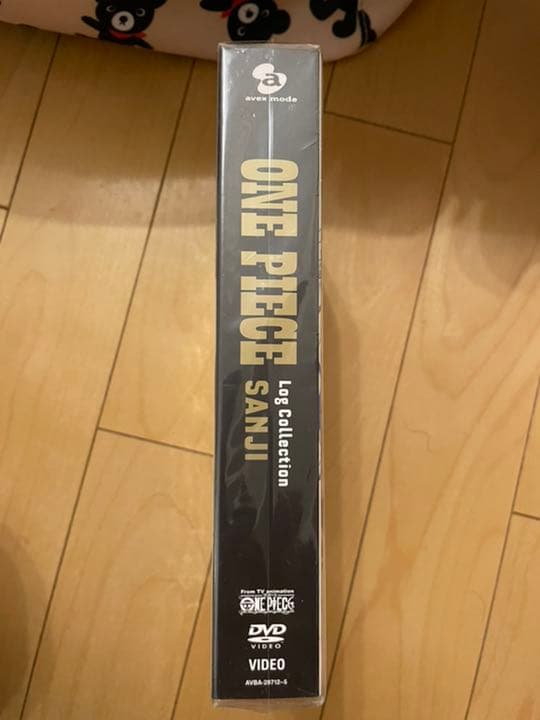 a
avex mode
ONE PIECE
Log Collection
SANJI
From TV animation
ONE PIECE
DVD
VIDEO
VIDEO
AVBA-29712~5